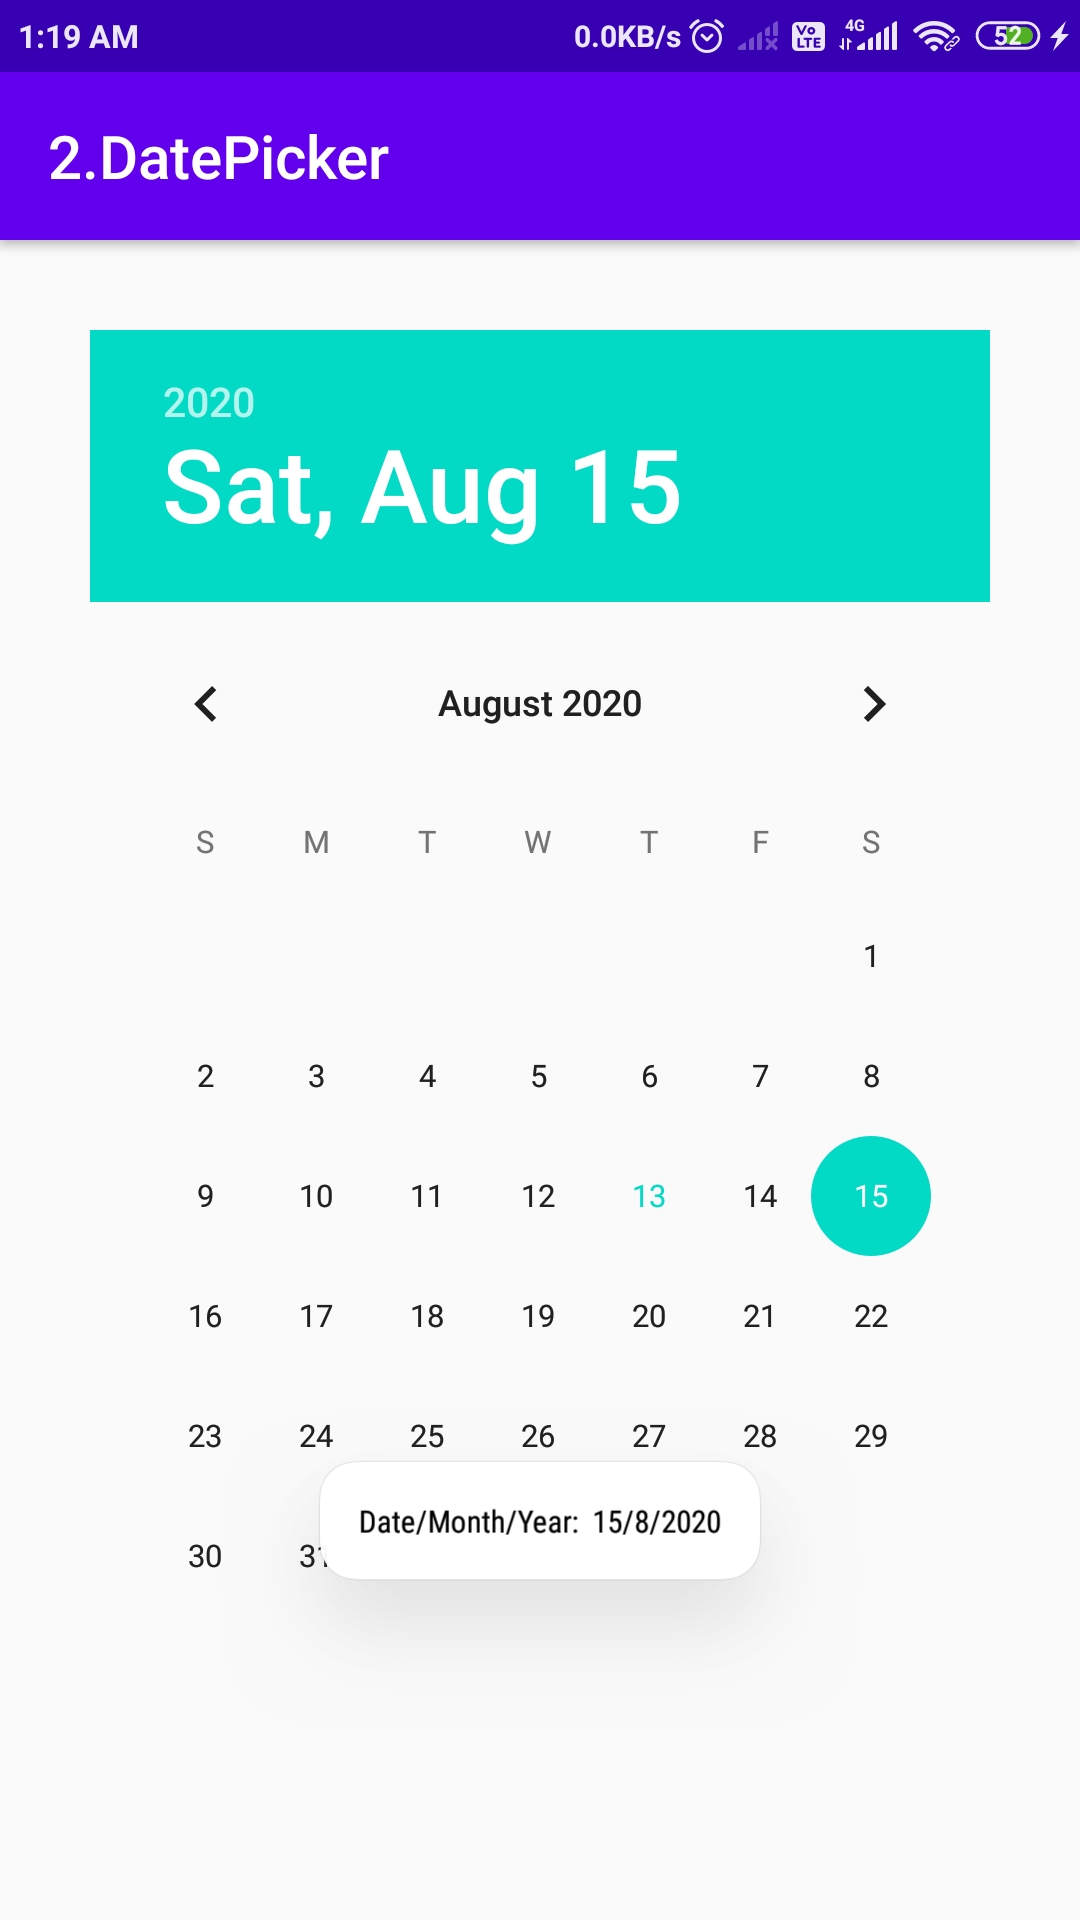 1:19 AM 0.0KB/s Vo LTE 4G 52
2.DatePicker
2020
Sat, Aug 15
August 2020
S M T W T F S
1
2 3 4 5 6 7 8
9 10 11 12 13 14 15
16 17 18 19 20 21 22
23 24 25 26 27 28 29
Date/Month/Year: 15/8/2020
30 31